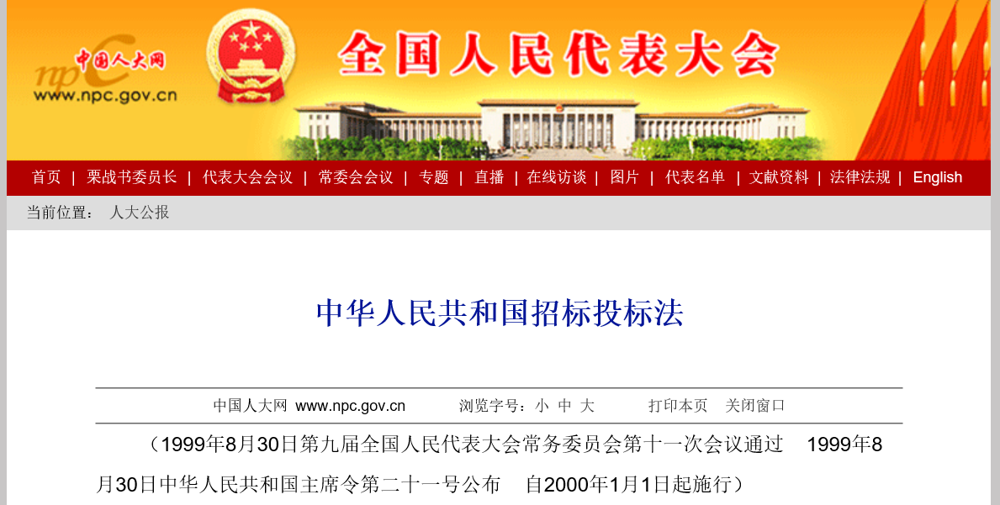 中国人大网
npc
www.npc.gov.cn
全国人民代表大会
首页 | 栗战书委员长 | 代表大会会议 | 常委会会议 | 专题 | 直播 | 在线访谈 | 图片 | 代表名单 | 文献资料 | 法律法规 | English
当前位置： 人大公报
中华人民共和国招标投标法
中国人大网 www.npc.gov.cn 浏览字号：小 中 大 打印本页 关闭窗口
（1999年8月30日第九届全国人民代表大会常务委员会第十一次会议通过 1999年8
月30日中华人民共和国主席令第二十一号公布 自2000年1月1日起施行）